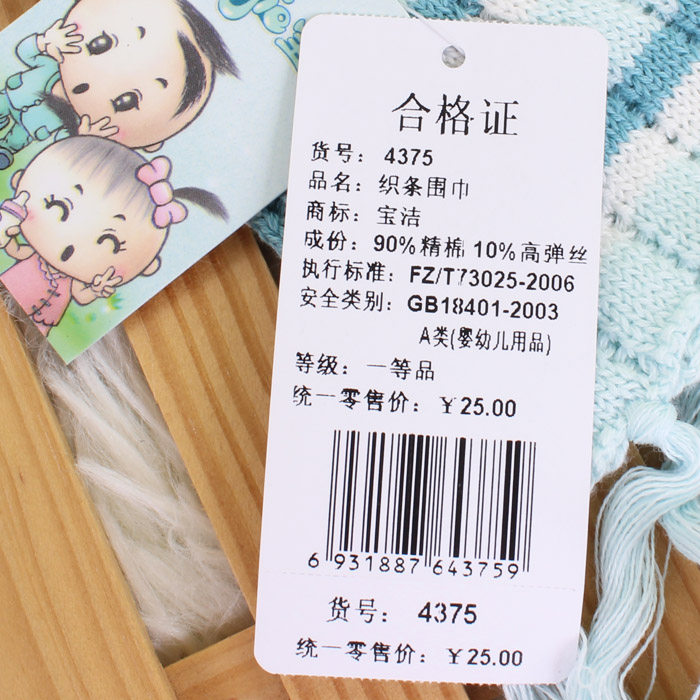 合格证
货号: 4375
品名: 织条围巾
商标: 宝洁
成份: 90%精棉 10%高弹丝
执行标准: FZ/T73025-2006
安全类别: GB18401-2003
A类(婴幼儿用品)
等级: 一等品
统一零售价: ¥25.00
6 931887 643759
货号: 4375
统一零售价: ¥25.00